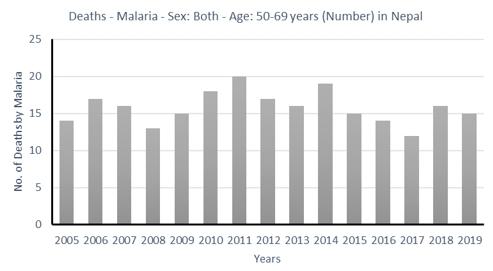 Deaths - Malaria - Sex: Both - Age: 50-69 years (Number) in Nepal
25
20
15
10
5
0
No. of Deaths by Malaria
2005 2006 2007 2008 2009 2010 2011 2012 2013 2014 2015 2016 2017 2018 2019
Years